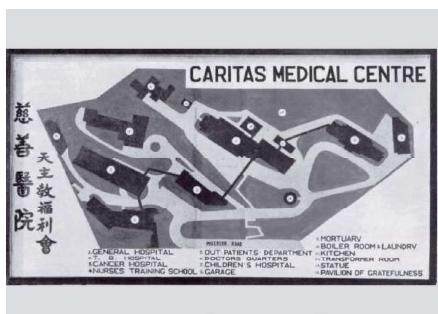 CARITAS MEDICAL CENTRE
慈善醫院
天主教福利會
ROAD
GENERAL HOSPITAL
T. B. HOSPITAL
CANCER HOSPITAL
NURSES TRAINING SCHOOL
OUT PATIENTS DEPARTMENT
DOCTORS QUARTERS
CHILDREN'S HOSPITAL
GARAGE
MORTUARY
BOILER ROOM & LAUNDRY
KITCHEN
TRANSFORMER ROOM
STATUE
PAVILION OF GRATEFULNESS